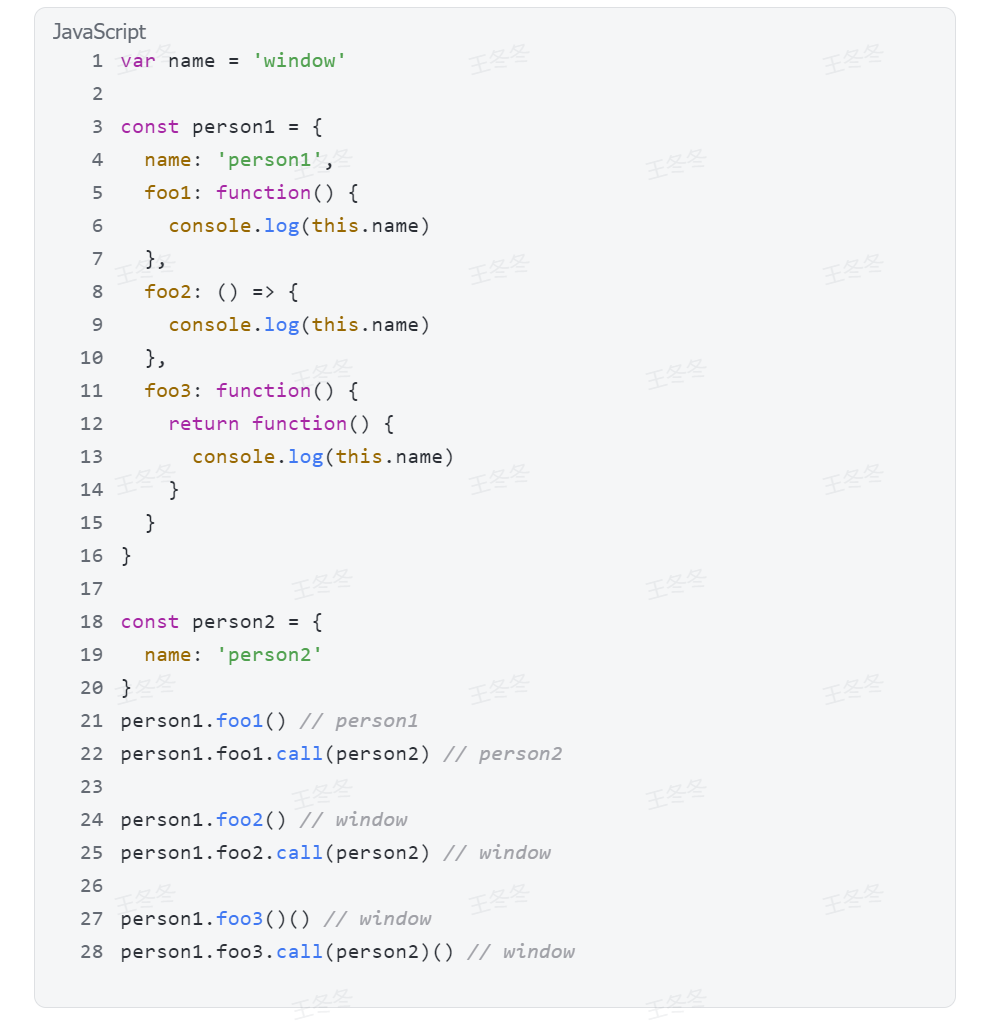 JavaScript
1 var name = 'window'
2
3 const person1 = {
4   name: 'person1',
5   foo1: function() {
6     console.log(this.name)
7   },
8   foo2: () => {
9     console.log(this.name)
10   },
11   foo3: function() {
12     return function() {
13       console.log(this.name)
14     }
15   }
16 }
17
18 const person2 = {
19   name: 'person2'
20 }
21 person1.foo1() // person1
22 person1.foo1.call(person2) // person2
23
24 person1.foo2() // window
25 person1.foo2.call(person2) // window
26
27 person1.foo3()() // window
28 person1.foo3.call(person2)() // window
王冬冬